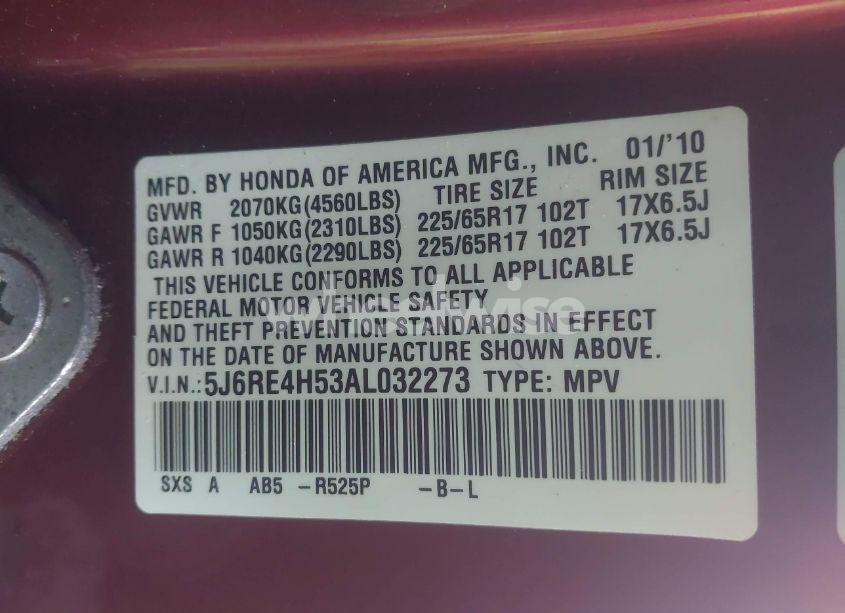 MFD. BY HONDA OF AMERICA MFG., INC. 01/'10
GVWR 2070KG(4560LBS) TIRE SIZE RIM SIZE
GAWR F 1050KG(2310LBS) 225/65R17 102T 17X6.5J
GAWR R 1040KG(2290LBS) 225/65R17 102T 17X6.5J
THIS VEHICLE CONFORMS TO ALL APPLICABLE
FEDERAL MOTOR VEHICLE SAFETY
AND THEFT PREVENTION STANDARDS IN EFFECT
ON THE DATE OF MANUFACTURE SHOWN ABOVE.
V.I.N.:5J6RE4H53AL032273 TYPE: MPV
SXS A AB5 -R525P -B-L